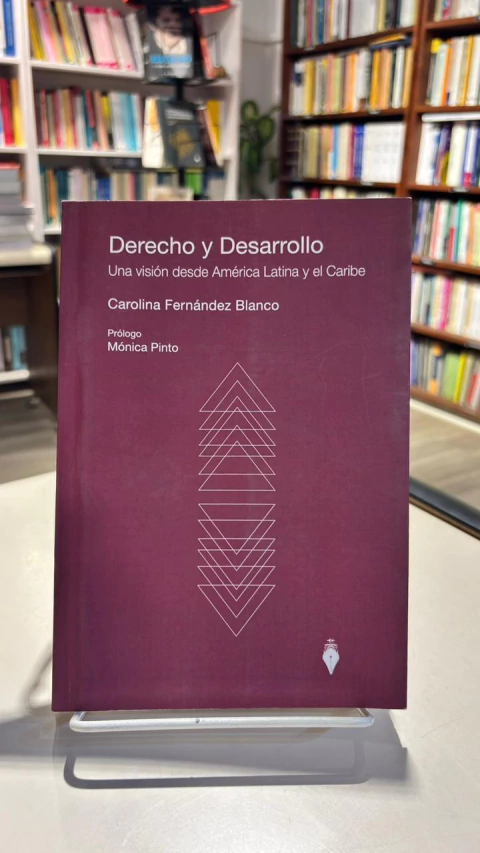 Derecho y Desarrollo
Una visión desde América Latina y el Caribe
Carolina Fernández Blanco
Prólogo
Mónica Pinto